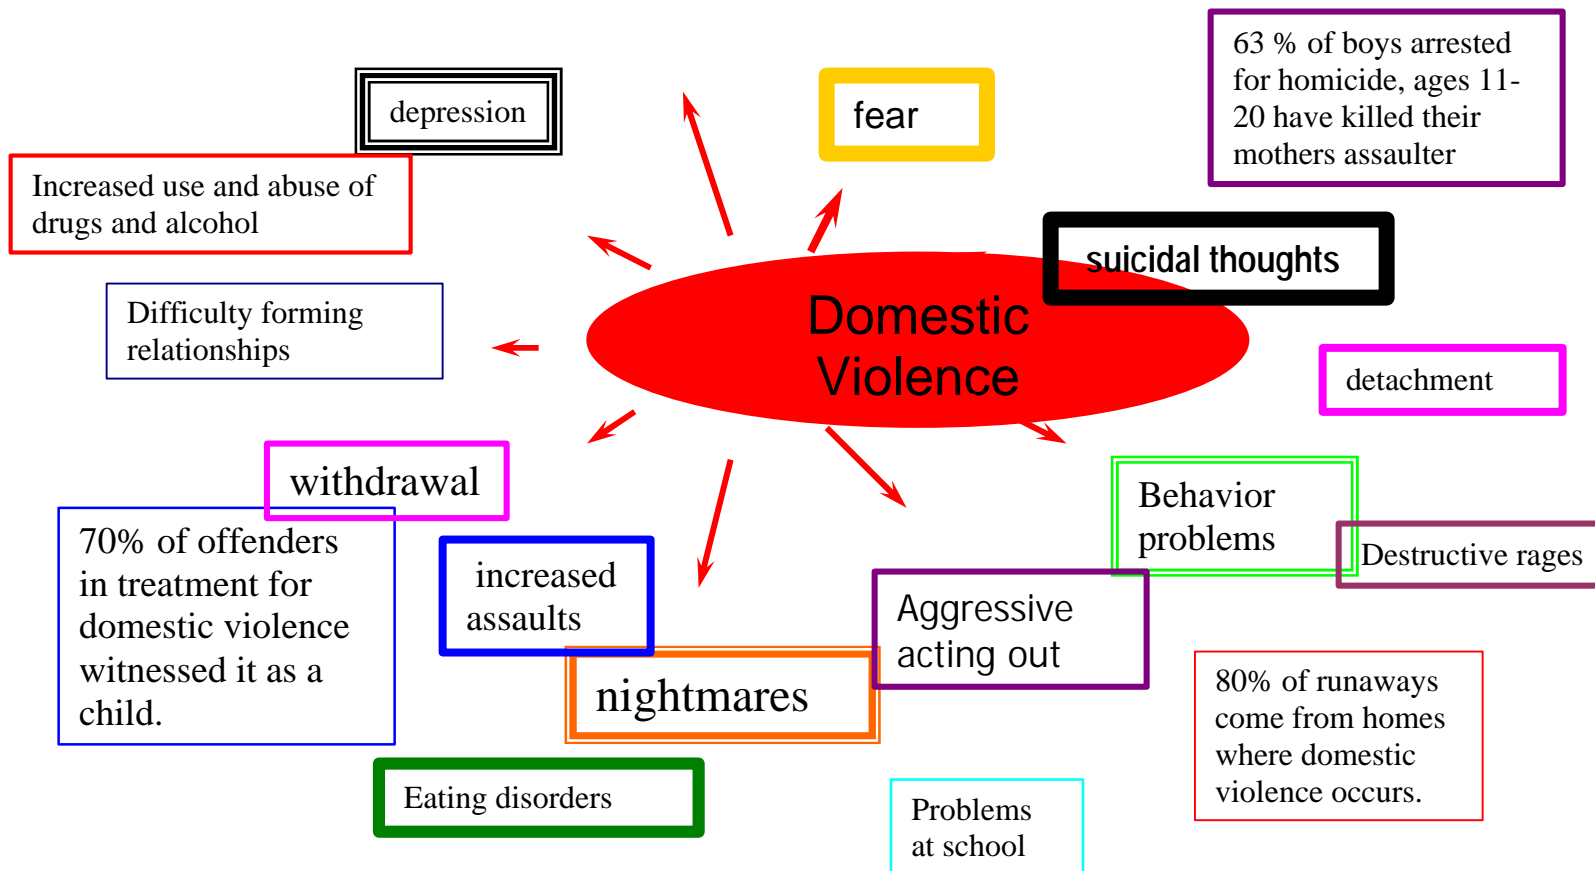 63 % of boys arrested
for homicide, ages 11-
20 have killed their
mothers assaulter
depression
fear
Increased use and abuse of
drugs and alcohol
suicidal thoughts
Difficulty forming
relationships
Domestic
Violence
detachment
withdrawal
Behavior
problems
70% of offenders
in treatment for
domestic violence
witnessed it as a
child.
increased
assaults
Destructive rages
Aggressive
acting out
nightmares
80% of runaways
come from homes
where domestic
violence occurs.
Eating disorders
Problems
at school